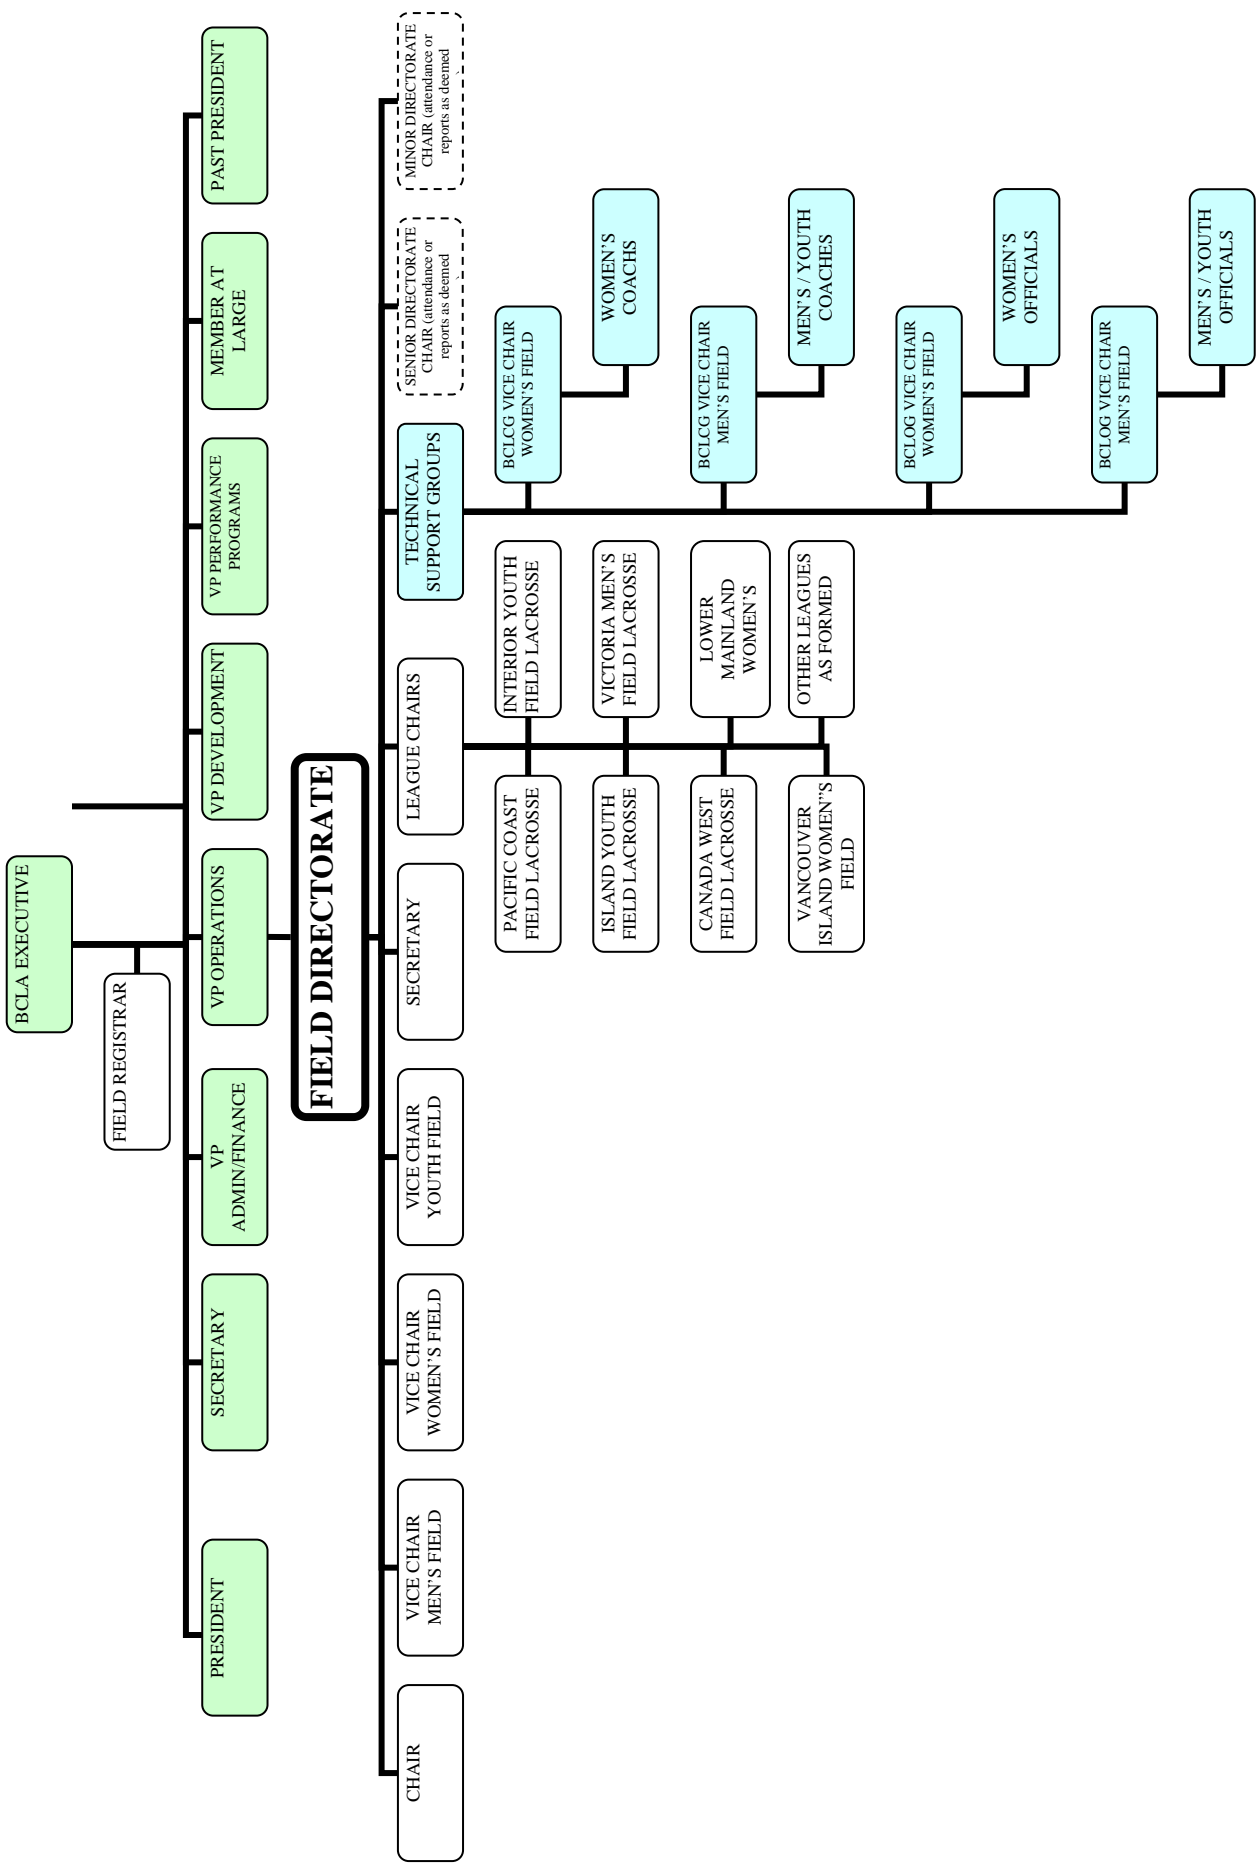 BCLA EXECUTIVE
FIELD REGISTRAR
PRESIDENT
SECRETARY
VP
ADMIN/FINANCE
VP OPERATIONS
VP DEVELOPMENT
VP PERFORMANCE
PROGRAMS
MEMBER AT
LARGE
PAST PRESIDENT
FIELD DIRECTORATE
CHAIR
VICE CHAIR
MEN'S FIELD
VICE CHAIR
WOMEN'S FIELD
VICE CHAIR
YOUTH FIELD
SECRETARY
LEAGUE CHAIRS
TECHNICAL
SUPPORT GROUPS
SENIOR DIRECTORATE
CHAIR (attendance or
reports as deemed
MINOR DIRECTORATE
CHAIR (attendance or
reports as deemed
PACIFIC COAST
FIELD LACROSSE
INTERIOR YOUTH
FIELD LACROSSE
ISLAND YOUTH
FIELD LACROSSE
VICTORIA MEN'S
FIELD LACROSSE
CANADA WEST
FIELD LACROSSE
LOWER
MAINLAND
WOMEN'S
VANCOUVER
ISLAND WOMEN"S
FIELD
OTHER LEAGUES
AS FORMED
BCLCG VICE CHAIR
WOMEN'S FIELD
WOMEN'S
COACHS
BCLCG VICE CHAIR
MEN'S FIELD
MEN'S / YOUTH
COACHES
BCLOG VICE CHAIR
WOMEN'S FIELD
WOMEN'S
OFFICIALS
BCLOG VICE CHAIR
MEN'S FIELD
MEN'S / YOUTH
OFFICIALS